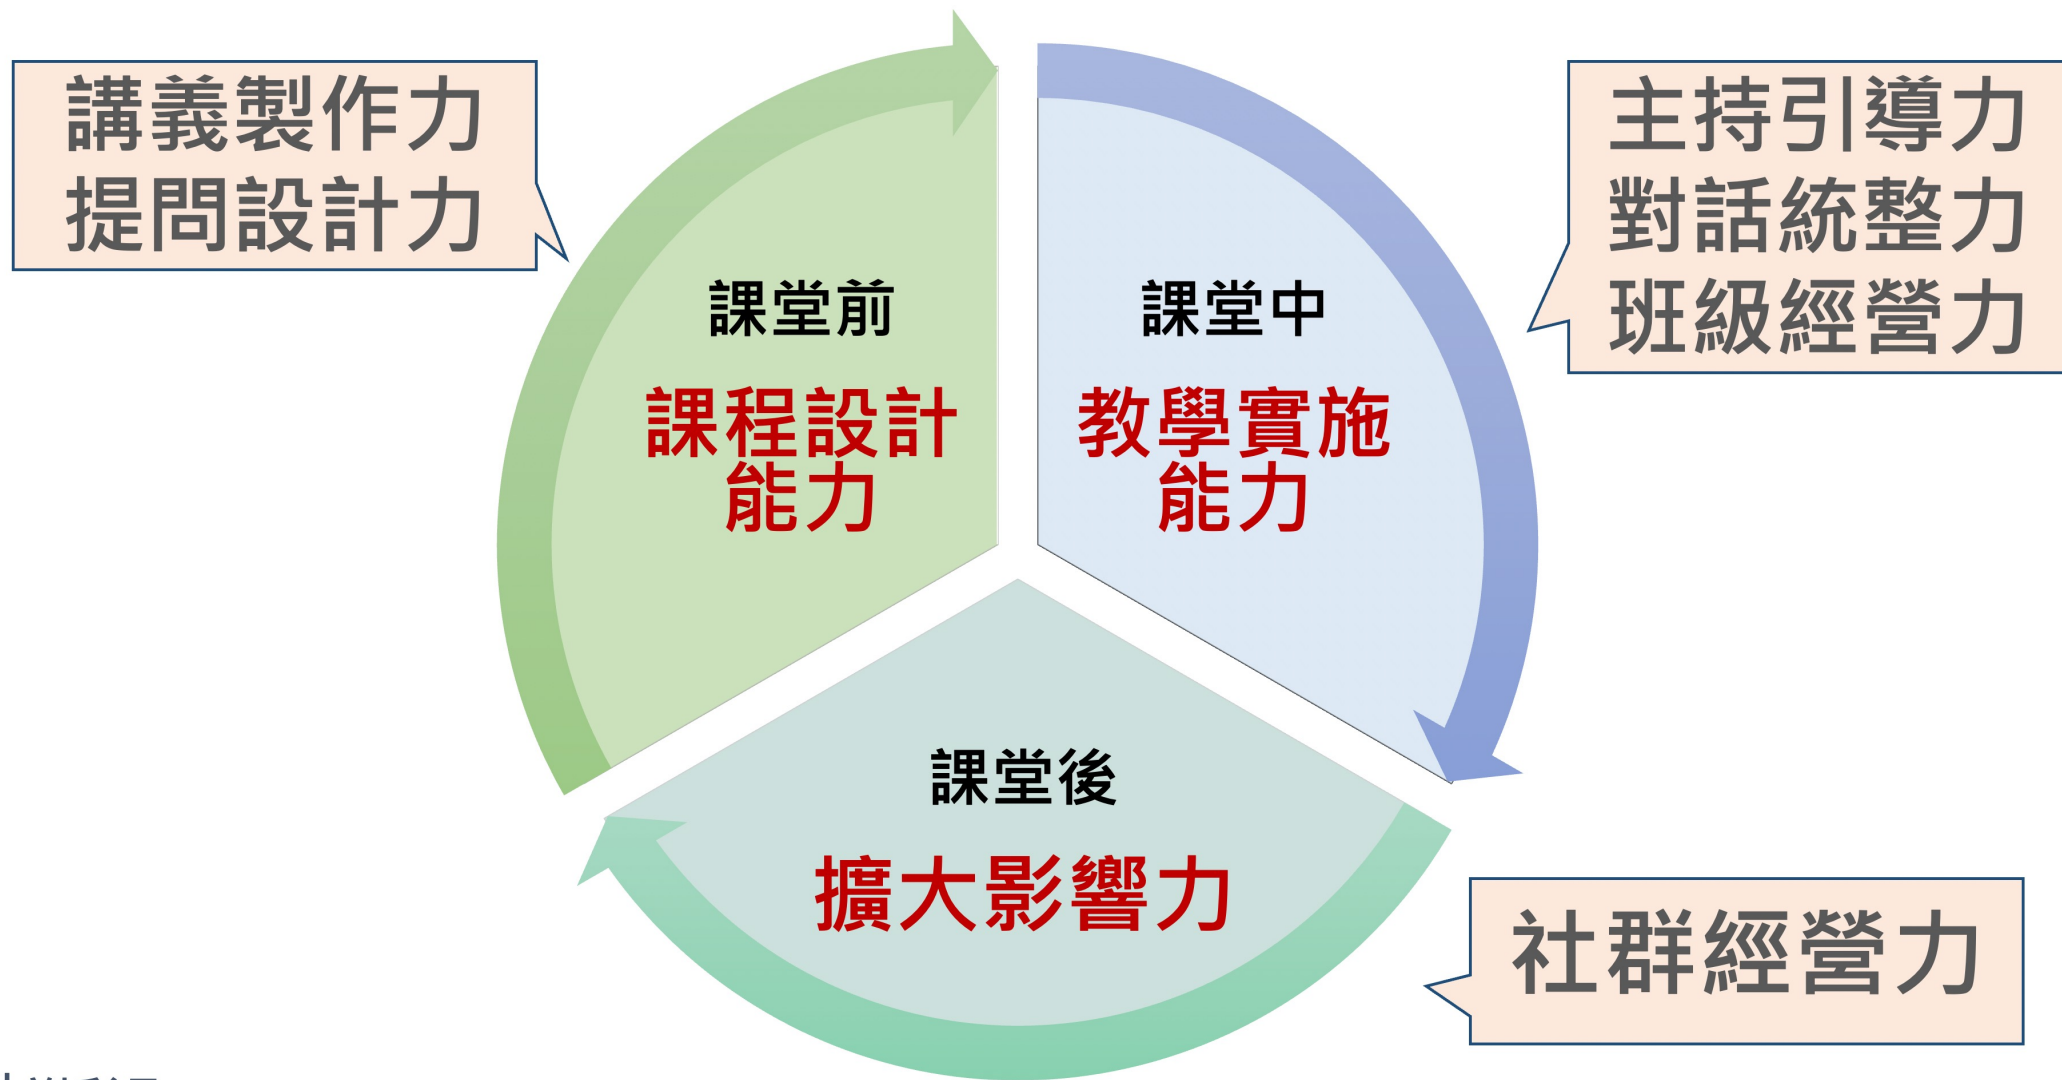 講義製作力
提問設計力
課堂前
課程設計
能力
課堂中
教學實施
能力
主持引導力
對話統整力
班級經營力
課堂後
擴大影響力
社群經營力